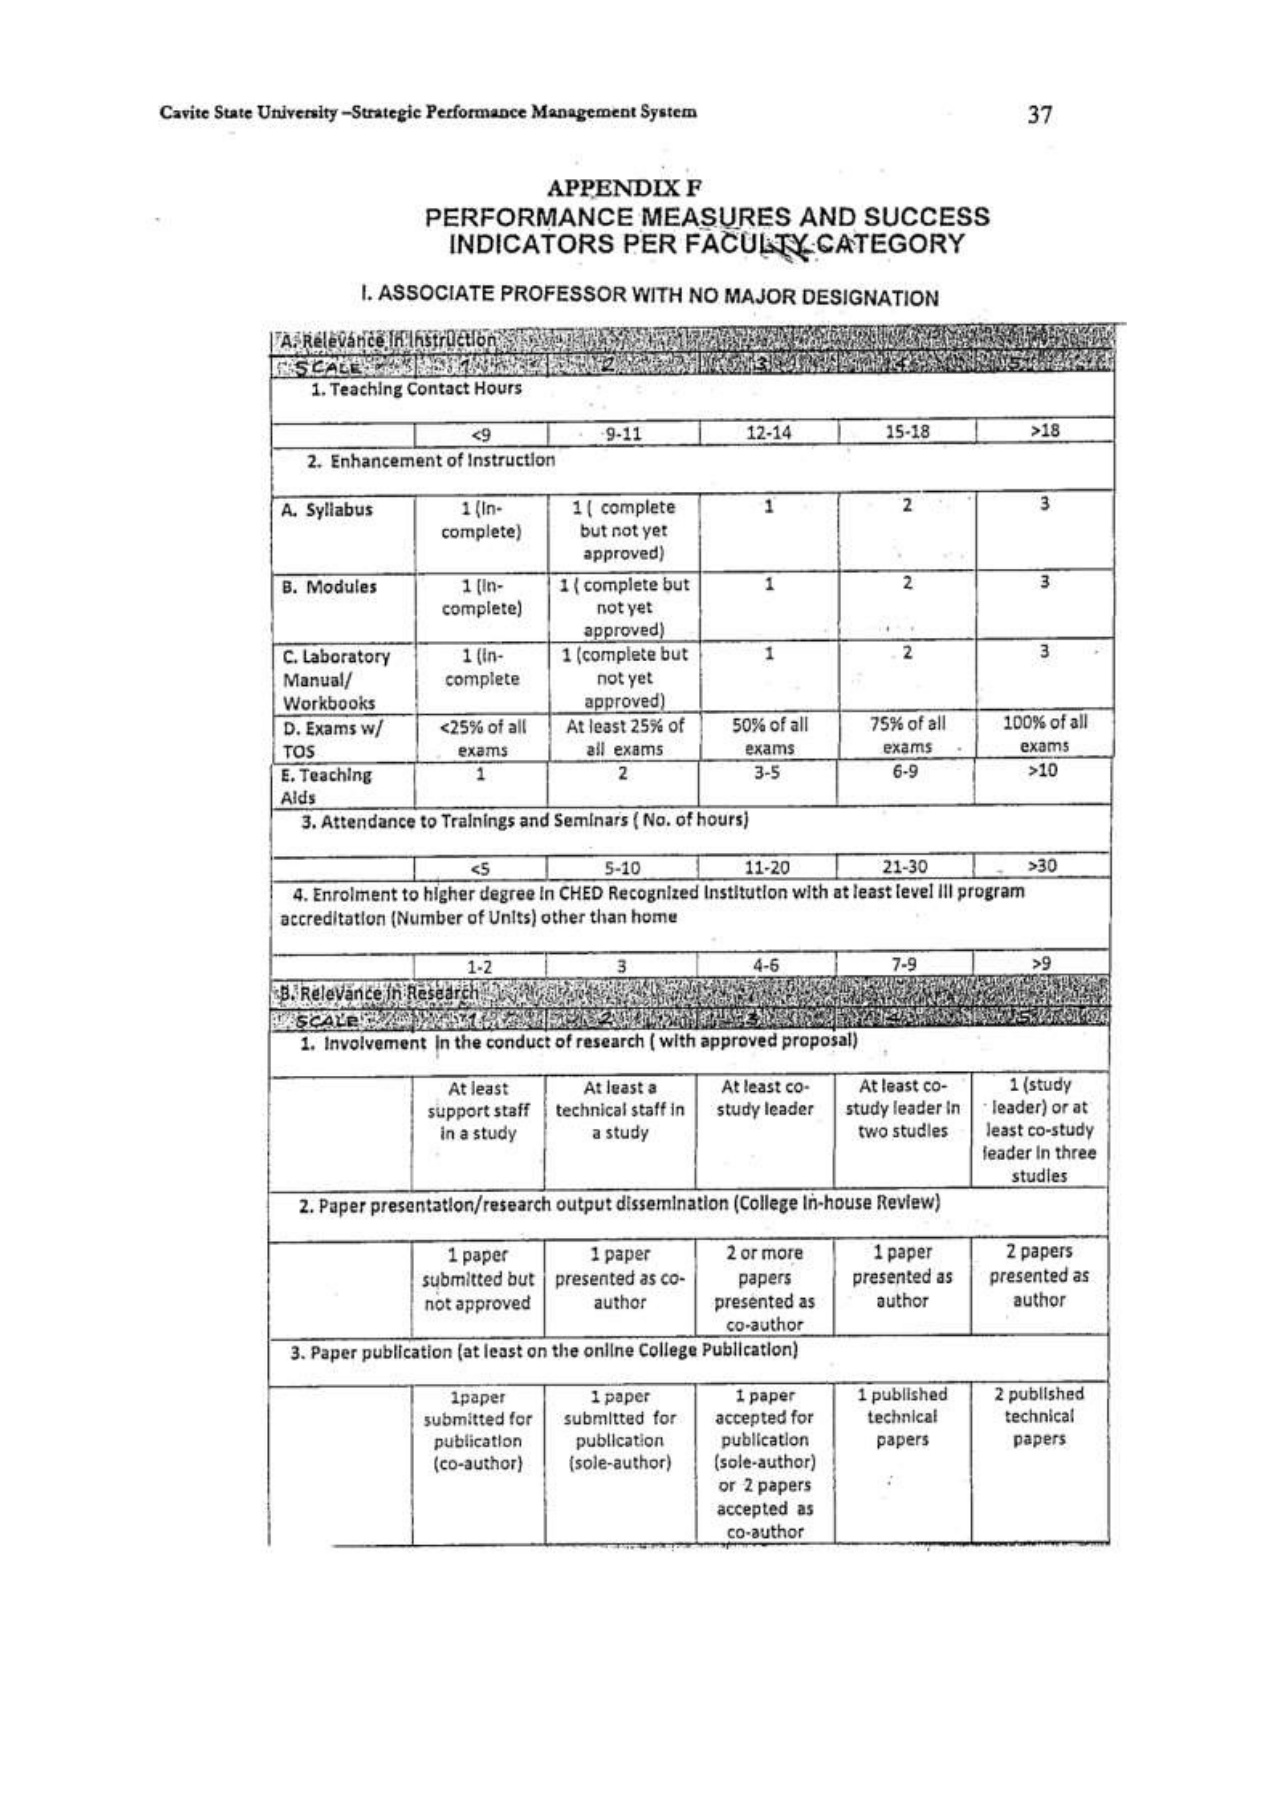 Cavite State University –Strategic Performance Management System 37
APPENDIX F
PERFORMANCE MEASURES AND SUCCESS
INDICATORS PER FACULTY CATEGORY
I. ASSOCIATE PROFESSOR WITH NO MAJOR DESIGNATION
A. Relevance in Instruction
SCALE 1 2 3 4 5
1. Teaching Contact Hours
<9 9-11 12-14 15-18 >18
2. Enhancement of Instruction
A. Syllabus 1 (In- 1 ( complete 1 2 3
complete) but not yet
approved)
B. Modules 1 (In- 1 ( complete but 1 2 3
complete) not yet
approved)
C. Laboratory 1 (In- 1 (complete but 1 2 3
Manual/ complete not yet
Workbooks approved)
D. Exams w/ <25% of all At least 25% of 50% of all 75% of all 100% of all
TOS exams all exams exams exams exams
E. Teaching 1 2 3-5 6-9 >10
Aids
3. Attendance to Trainings and Seminars ( No. of hours)
<5 5-10 11-20 21-30 >30
4. Enrolment to higher degree in CHED Recognized Institution with at least level III program
accreditation (Number of Units) other than home
1-2 3 4-6 7-9 >9
B. Relevance in Research
SCALE 1 2 3 4 5
1. Involvement in the conduct of research ( with approved proposal)
At least At least a At least co- At least co- 1 (study
support staff technical staff in study leader study leader in leader) or at
in a study a study two studies least co-study
leader in three
studies
2. Paper presentation/research output dissemination (College In-house Review)
1 paper 1 paper 2 or more 1 paper 2 papers
submitted but presented as co- papers presented as presented as
not approved author presented as author author
co-author
3. Paper publication (at least on the online College Publication)
1paper 1 paper 1 paper 1 published 2 published
submitted for submitted for accepted for technical technical
publication publication publication papers papers
(co-author) (sole-author) (sole-author)
or 2 papers
accepted as
co-author